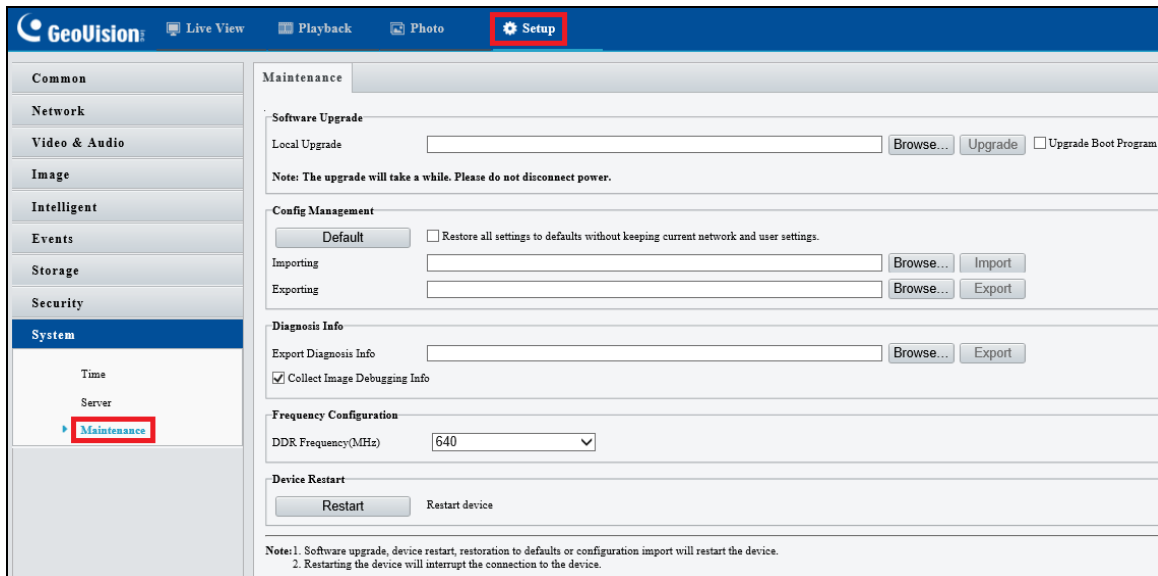 GeoVision Live View Playback Photo Setup
Common
Network
Video & Audio
Image
Intelligent
Events
Storage
Security
System
Time
Server
Maintenance
Maintenance
Software Upgrade
Local Upgrade Browse... Upgrade Upgrade Boot Program
Note: The upgrade will take a while. Please do not disconnect power.
Config Management
Default Restore all settings to defaults without keeping current network and user settings.
Importing Browse... Import
Exporting Browse... Export
Diagnosis Info
Export Diagnosis Info Browse... Export
Collect Image Debugging Info
Frequency Configuration
DDR Frequency(MHz) 640
Device Restart
Restart Restart device
Note:1. Software upgrade, device restart, restoration to defaults or configuration import will restart the device.
2. Restarting the device will interrupt the connection to the device.